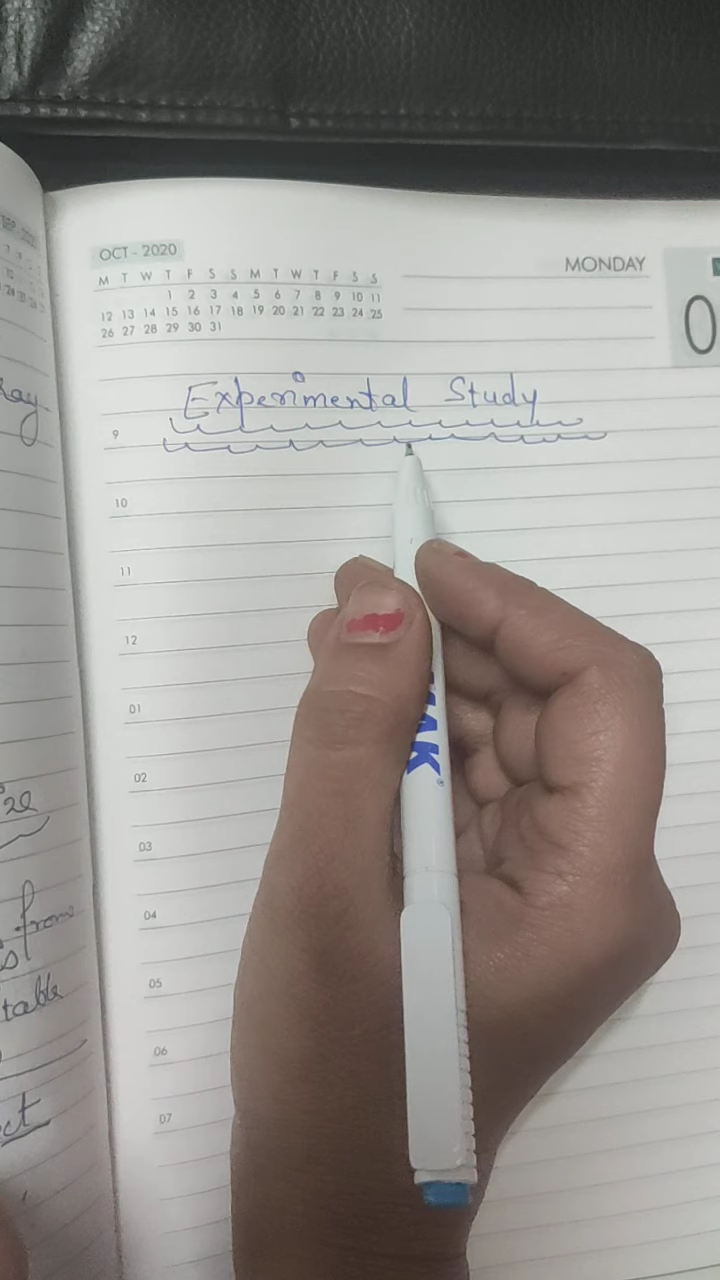 OCT - 2020
M T W T F S S M T W T F S S
1 2 3 4 5 6 7 8 9 10 11
12 13 14 15 16 17 18 19 20 21 22 23 24 25
26 27 28 29 30 31
MONDAY
0
Experimental Study
9
10
11
12
01
02
03
04
05
06
07
from
table